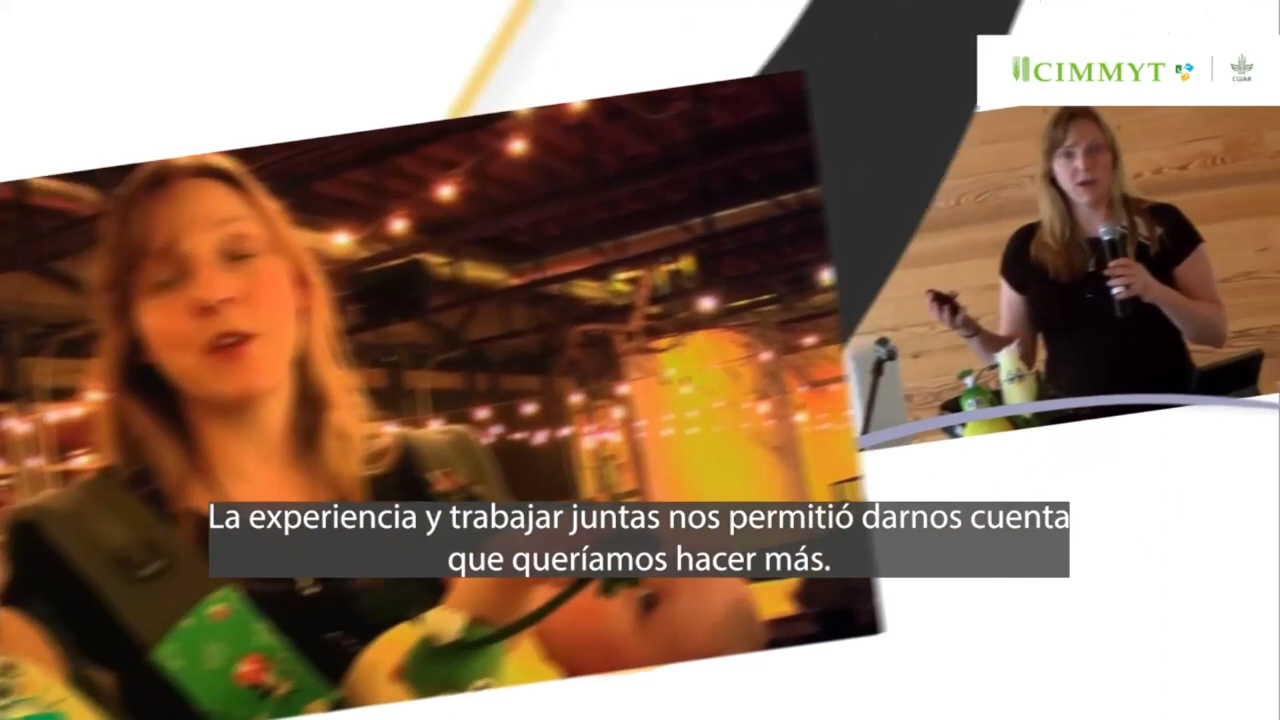 CIMMYT
CGIAR
La experiencia y trabajar juntas nos permitió darnos cuenta
que queríamos hacer más.